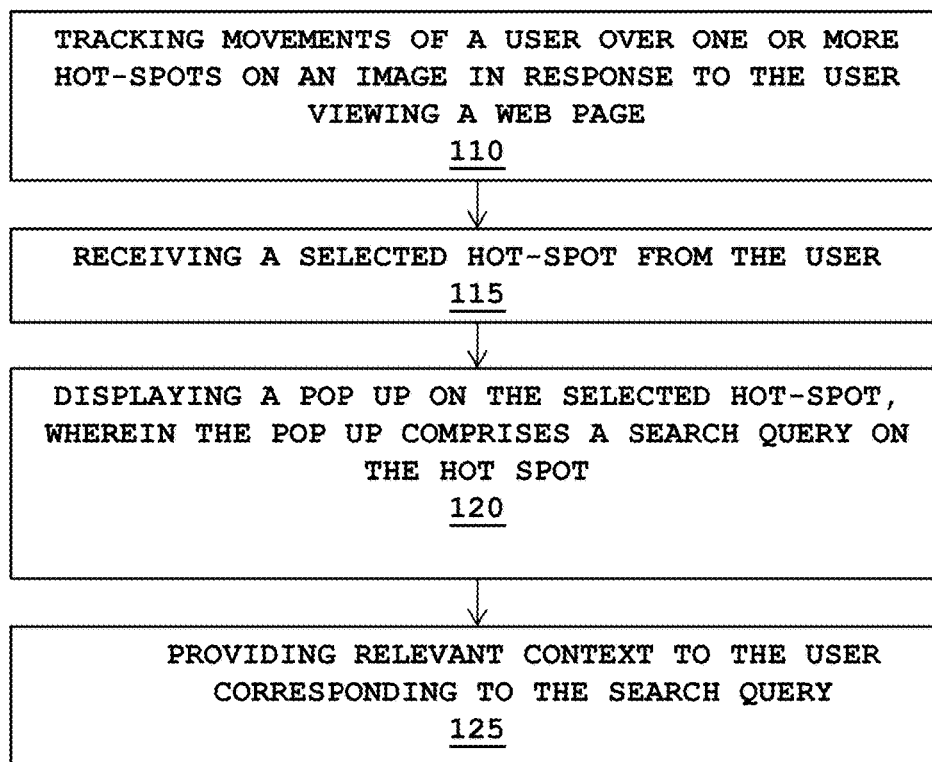 TRACKING MOVEMENTS OF A USER OVER ONE OR MORE
HOT-SPOTS ON AN IMAGE IN RESPONSE TO THE USER
VIEWING A WEB PAGE
110
RECEIVING A SELECTED HOT-SPOT FROM THE USER
115
DISPLAYING A POP UP ON THE SELECTED HOT-SPOT,
WHEREIN THE POP UP COMPRISES A SEARCH QUERY ON
THE HOT SPOT
120
PROVIDING RELEVANT CONTEXT TO THE USER
CORRESPONDING TO THE SEARCH QUERY
125